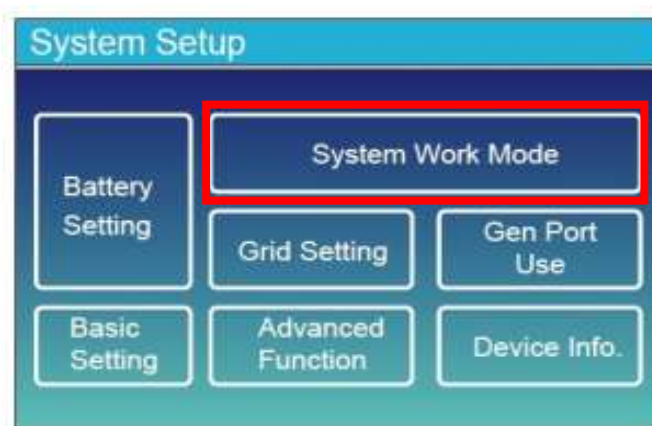 System Setup
Battery
Setting
System Work Mode
Grid Setting
Gen Port
Use
Basic
Setting
Advanced
Function
Device Info.